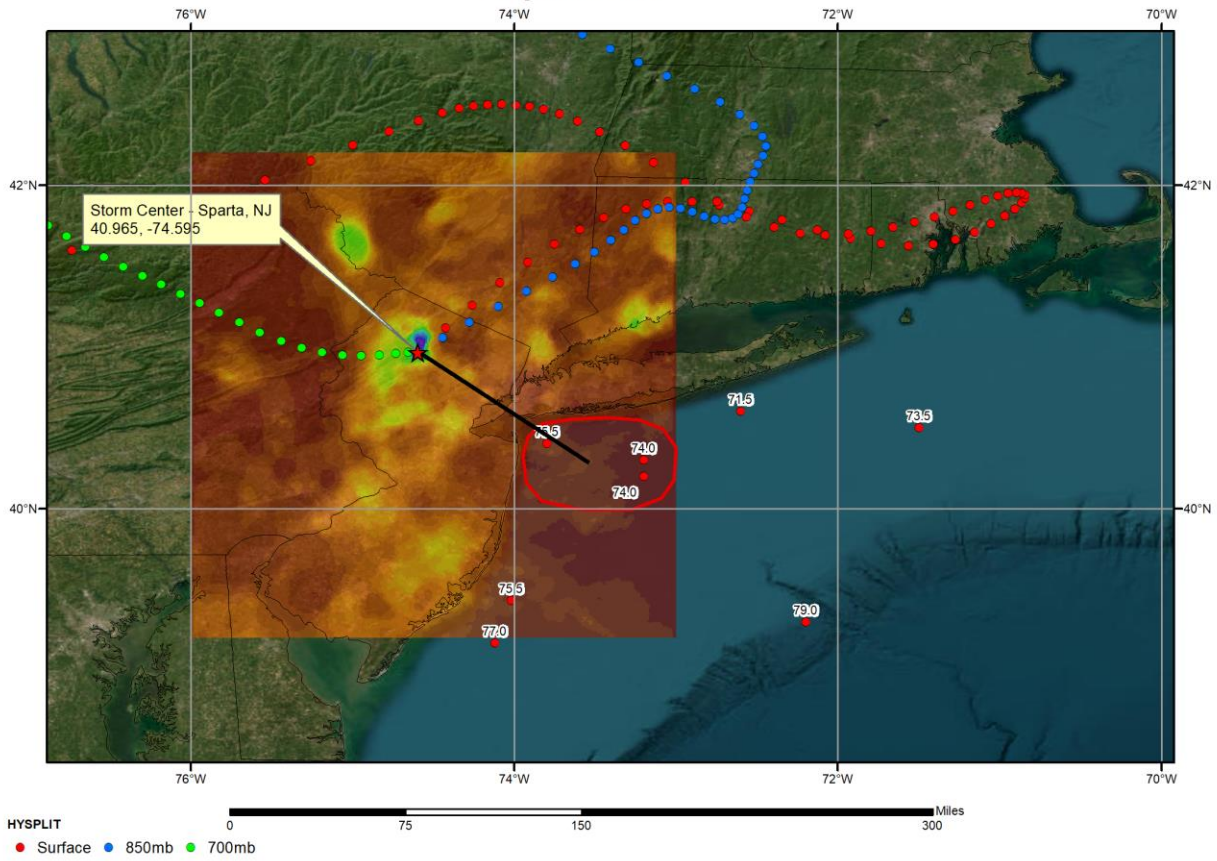 76°W 74°W 72°W 70°W
42°N 42°N
Storm Center - Sparta, NJ
40.965, -74.595
71.5
73.5
75.5
74.0
74.0
40°N 40°N
75.5
79.0
77.0
76°W 74°W 72°W 70°W
Miles
0 75 150 300
HYSPLIT
Surface 850mb 700mb